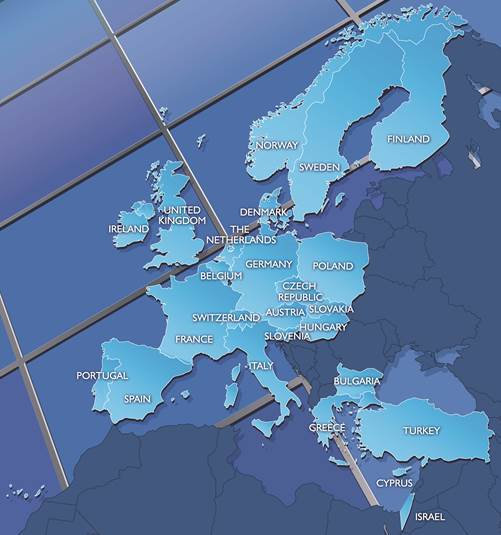 NORWAY
FINLAND
SWEDEN
UNITED
KINGDOM
DENMARK
IRELAND
THE
NETHERLANDS
GERMANY
POLAND
BELGIUM
CZECH
REPUBLIC
SLOVAKIA
AUSTRIA
SWITZERLAND
HUNGARY
SLOVENIA
FRANCE
ITALY
PORTUGAL
BULGARIA
SPAIN
GREECE
TURKEY
CYPRUS
ISRAEL